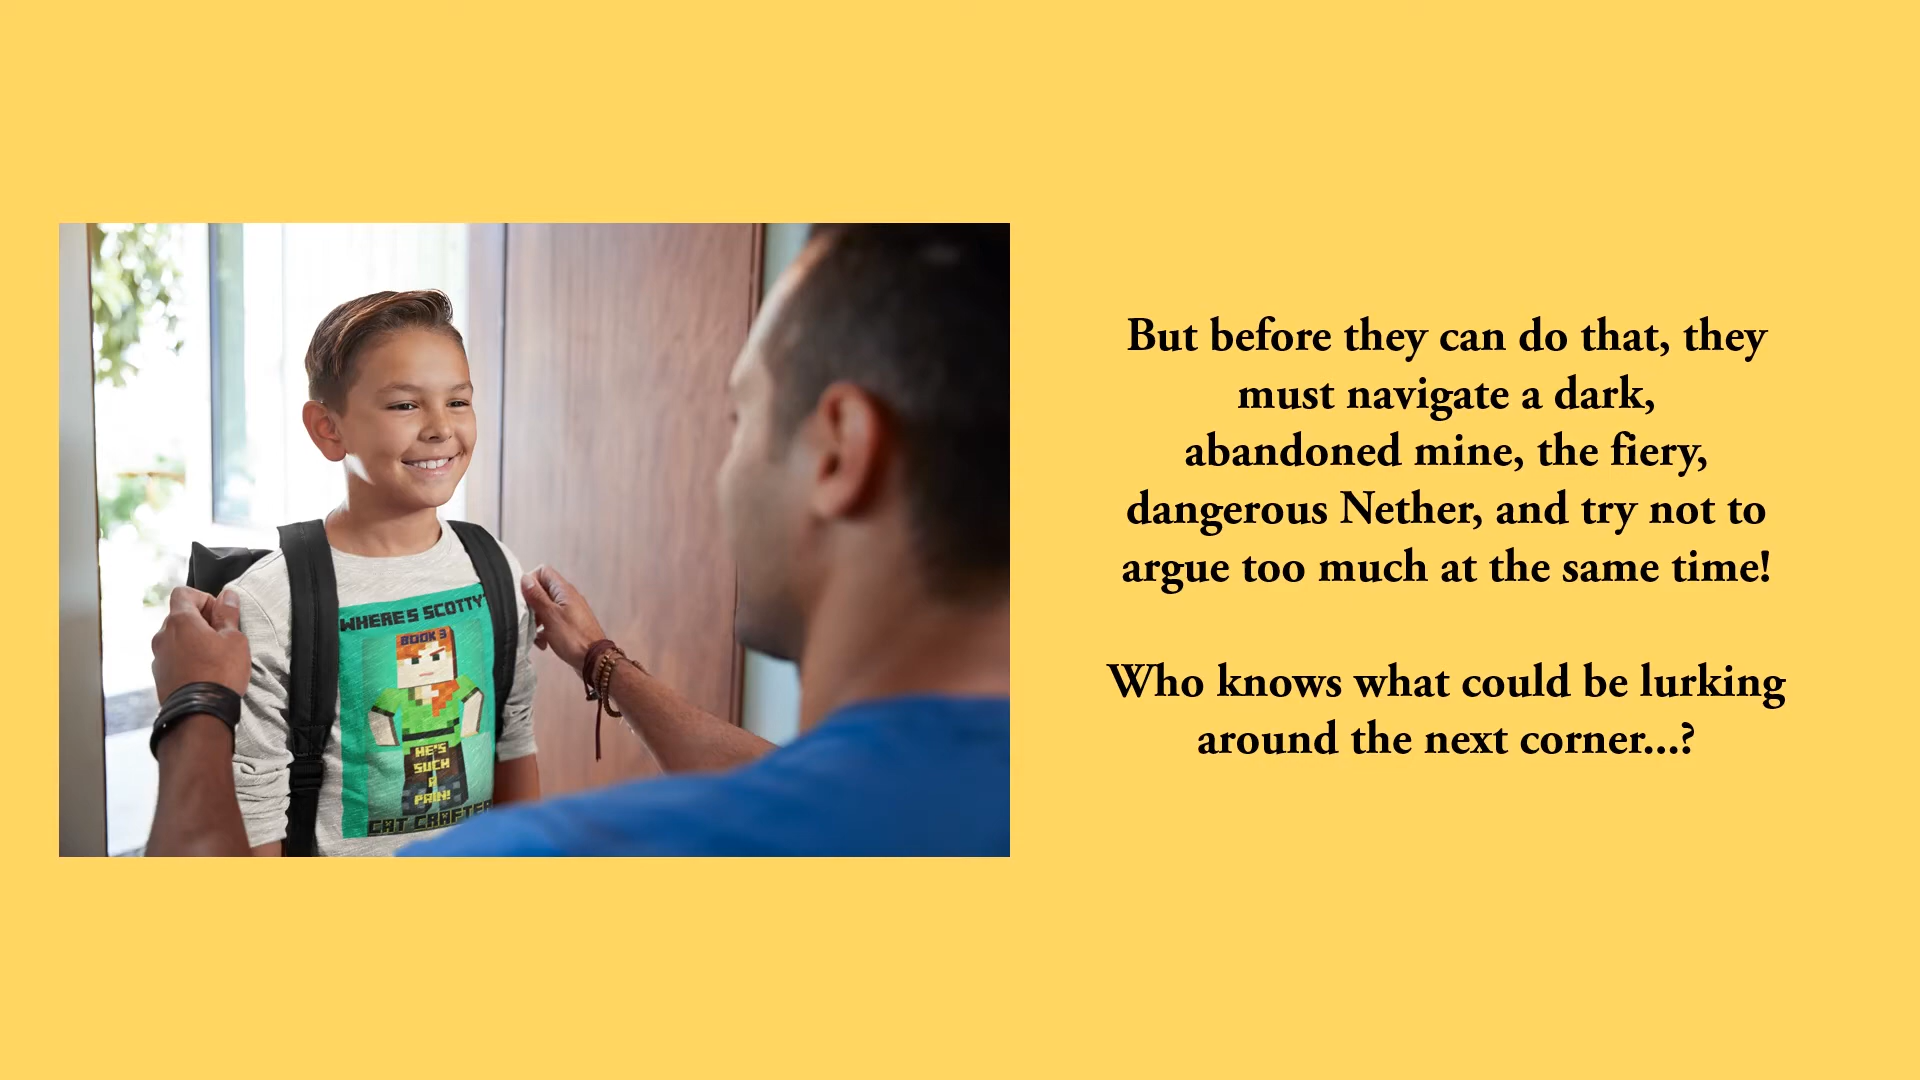 WHERE'S SCOTTY?
BOOK 3
HE'S
SUCH
A
PAIN!
CAT CRAFTER
But before they can do that, they
must navigate a dark,
abandoned mine, the fiery,
dangerous Nether, and try not to
argue too much at the same time!
Who knows what could be lurking
around the next corner...?